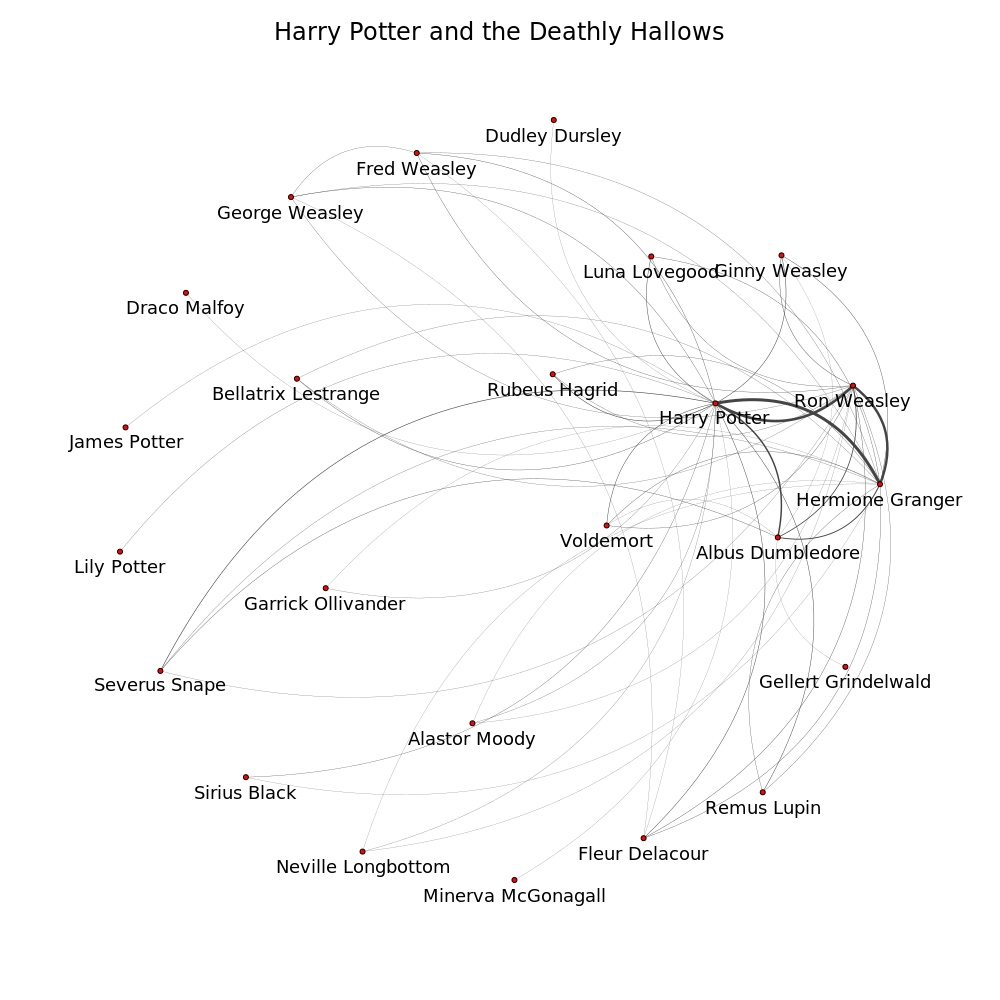 Harry Potter and the Deathly Hallows
Dudley Dursley
Fred Weasley
George Weasley
Luna Lovegood
Ginny Weasley
Draco Malfoy
Bellatrix Lestrange
Rubeus Hagrid
Ron Weasley
Harry Potter
James Potter
Hermione Granger
Voldemort
Albus Dumbledore
Lily Potter
Garrick Ollivander
Severus Snape
Gellert Grindelwald
Alastor Moody
Sirius Black
Remus Lupin
Fleur Delacour
Neville Longbottom
Minerva McGonagall